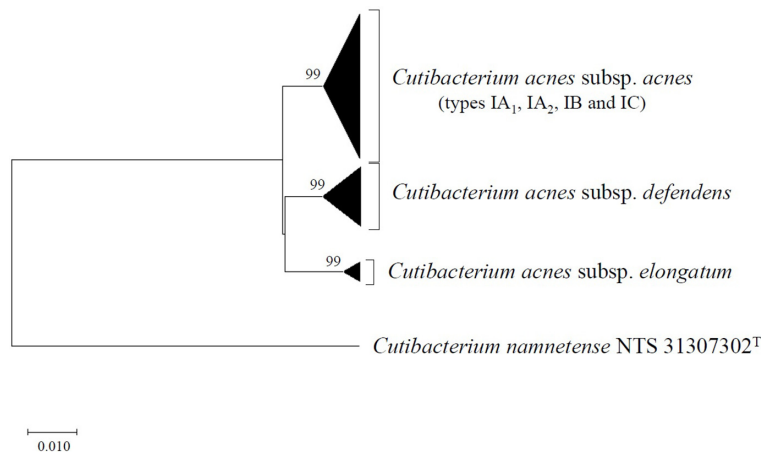 99
Cutibacterium acnes subsp. acnes
(types IA₁, IA₂, IB and IC)
99
Cutibacterium acnes subsp. defendens
99
Cutibacterium acnes subsp. elongatum
Cutibacterium namnetense NTS 31307302ᵀ
0.010